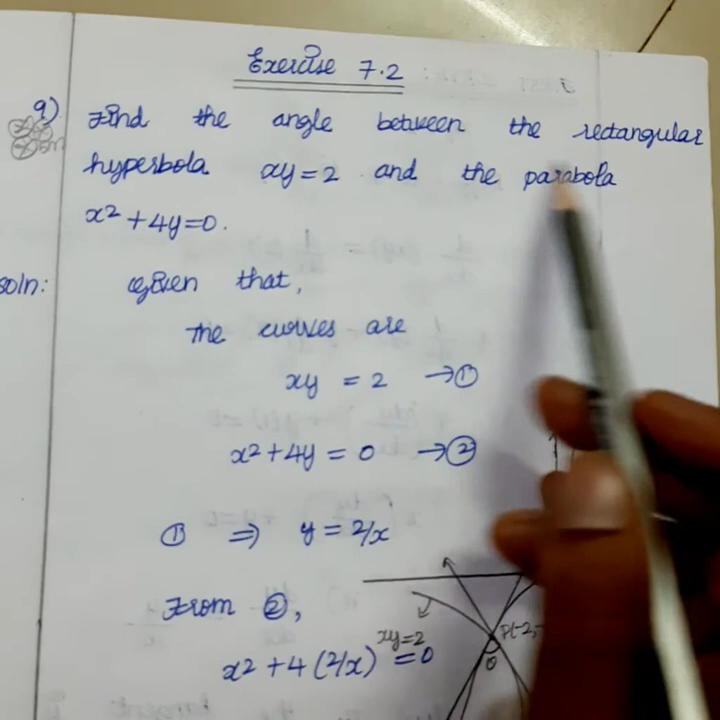 Exercise 7.2
9) Find the angle between the rectangular
hyperbola xy = 2 and the parabola
x² + 4y = 0.
soln: Given that,
The curves are
xy = 2 → ①
x² + 4y = 0 → ②
① ⇒ y = 2/x
From ②,
x² + 4 (2/x) = 0
xy = 2
P(-2,-
θ